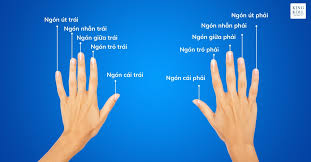 Ngón út trái
Ngón nhẫn trái
Ngón giữa trái
Ngón trỏ trái
Ngón cái trái
Ngón út phải
Ngón nhẫn phải
Ngón giữa phải
Ngón trỏ phải
Ngón cái phải
KING